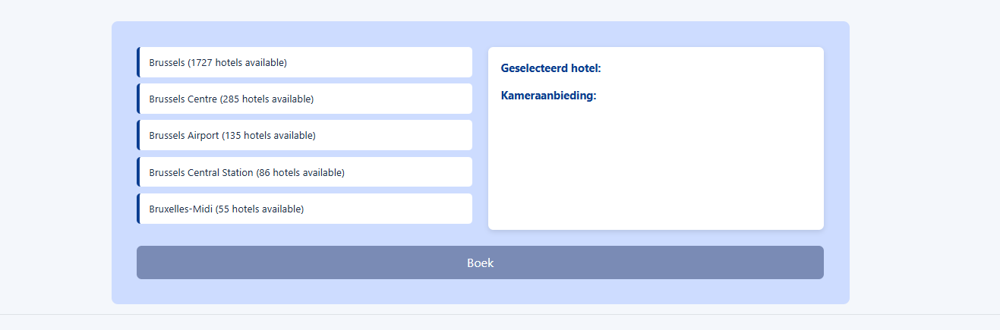 Brussels (1727 hotels available)
Brussels Centre (285 hotels available)
Brussels Airport (135 hotels available)
Brussels Central Station (86 hotels available)
Bruxelles-Midi (55 hotels available)
Geselecteerd hotel:
Kameraanbieding:
Boek